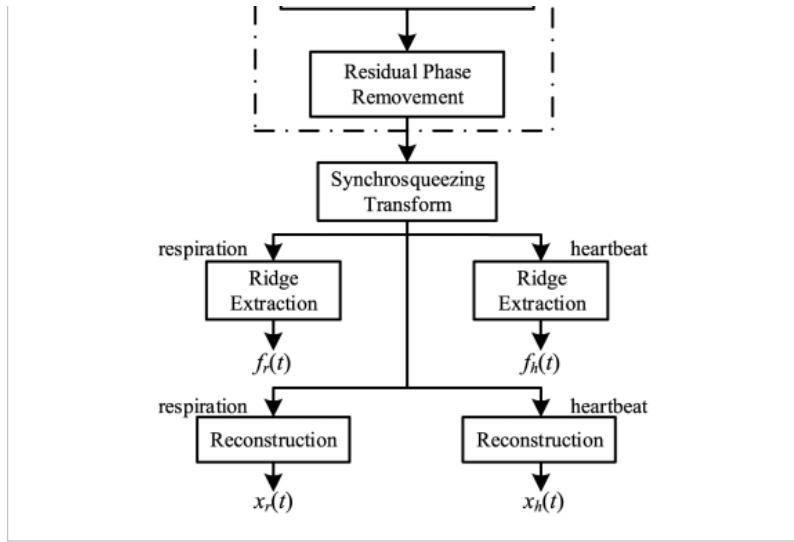 Residual Phase
Removement
Synchrosqueezing
Transform
respiration
heartbeat
Ridge
Extraction
Ridge
Extraction
fr(t)
fh(t)
respiration
heartbeat
Reconstruction
Reconstruction
xr(t)
xh(t)